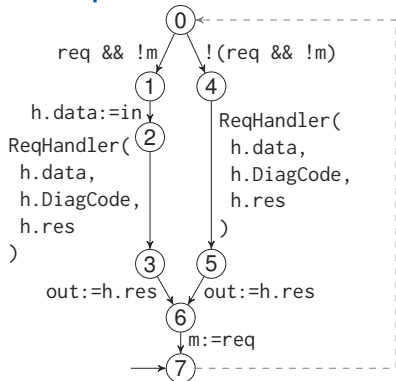 0
req && !m
!(req && !m)
1
4
h.data:=in
2
ReqHandler(
h.data,
h.DiagCode,
h.res
)
ReqHandler(
h.data,
h.DiagCode,
h.res
)
3
5
out:=h.res
out:=h.res
6
m:=req
7